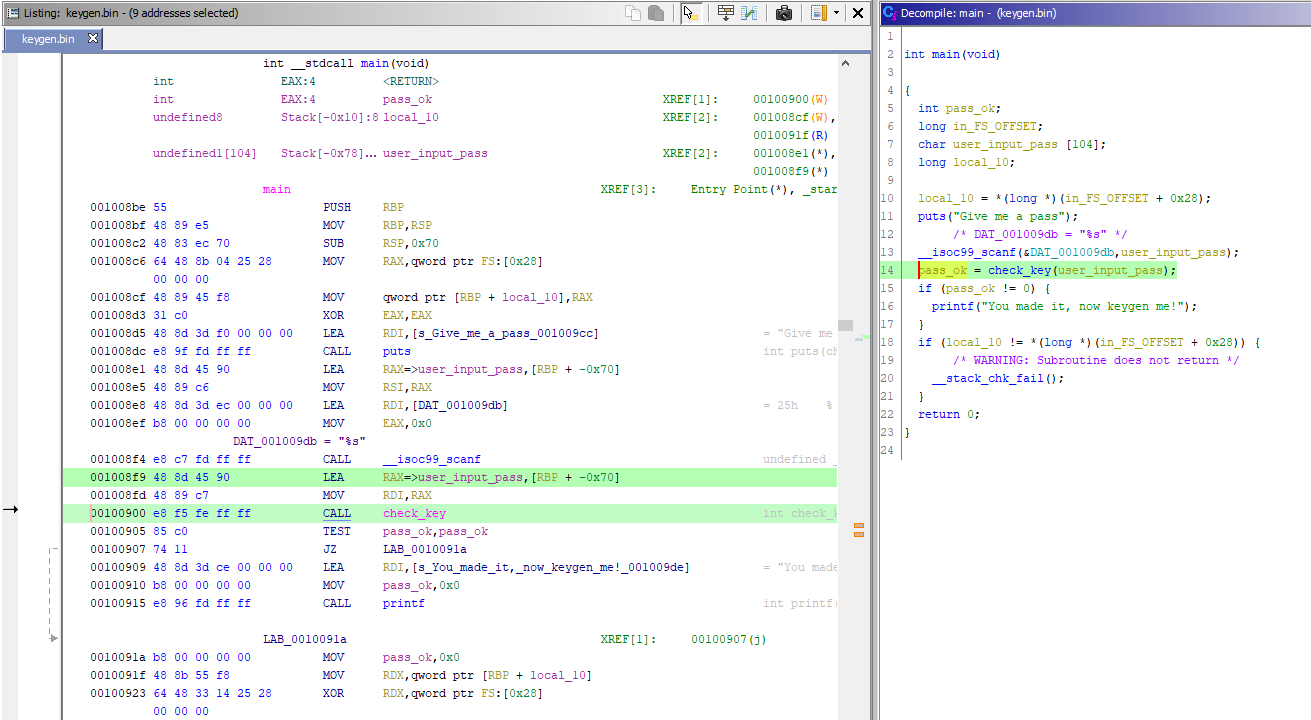 Listing: keygen.bin - (9 addresses selected)
keygen.bin
int __stdcall main(void)
int EAX:4 <RETURN>
int EAX:4 pass_ok XREF[1]: 00100900(W)
undefined8 Stack[-0x10]:8 local_10 XREF[2]: 001008cf(W),
0010091f(R)
undefined1[104] Stack[-0x78]... user_input_pass XREF[2]: 001008e1(*),
001008f9(*)
main XREF[3]: Entry Point(*), _star
001008be 55 PUSH RBP
001008bf 48 89 e5 MOV RBP,RSP
001008c2 48 83 ec 70 SUB RSP,0x70
001008c6 64 48 8b 04 25 28 MOV RAX,qword ptr FS:[0x28]
00 00 00
001008cf 48 89 45 f8 MOV qword ptr [RBP + local_10],RAX
001008d3 31 c0 XOR EAX,EAX
001008d5 48 8d 3d f0 00 00 00 LEA RDI,[s_Give_me_a_pass_001009cc] = "Give me
001008dc e8 9f fd ff ff CALL puts int puts(ch
001008e1 48 8d 45 90 LEA RAX=>user_input_pass,[RBP + -0x70]
001008e5 48 89 c6 MOV RSI,RAX
001008e8 48 8d 3d ec 00 00 00 LEA RDI,[DAT_001009db] = 25h %
001008ef b8 00 00 00 00 MOV EAX,0x0
DAT_001009db = "%s"
001008f4 e8 c7 fd ff ff CALL __isoc99_scanf undefined _
001008f9 48 8d 45 90 LEA RAX=>user_input_pass,[RBP + -0x70]
001008fd 48 89 c7 MOV RDI,RAX
00100900 e8 f5 fe ff ff CALL check_key int check_k
00100905 85 c0 TEST pass_ok,pass_ok
00100907 74 11 JZ LAB_0010091a
00100909 48 8d 3d ce 00 00 00 LEA RDI,[s_You_made_it,_now_keygen_me!_001009de] = "You made
00100910 b8 00 00 00 00 MOV pass_ok,0x0
00100915 e8 96 fd ff ff CALL printf int printf(
LAB_0010091a XREF[1]: 00100907(j)
0010091a b8 00 00 00 00 MOV pass_ok,0x0
0010091f 48 8b 55 f8 MOV RDX,qword ptr [RBP + local_10]
00100923 64 48 33 14 25 28 XOR RDX,qword ptr FS:[0x28]
00 00 00
Decompile: main - (keygen.bin)
1
2 int main(void)
3
4 {
5 int pass_ok;
6 long in_FS_OFFSET;
7 char user_input_pass [104];
8 long local_10;
9
10 local_10 = *(long *)(in_FS_OFFSET + 0x28);
11 puts("Give me a pass");
12 /* DAT_001009db = "%s" */
13 __isoc99_scanf(&DAT_001009db,user_input_pass);
14 pass_ok = check_key(user_input_pass);
15 if (pass_ok != 0) {
16 printf("You made it, now keygen me!");
17 }
18 if (local_10 != *(long *)(in_FS_OFFSET + 0x28)) {
19 /* WARNING: Subroutine does not return */
20 __stack_chk_fail();
21 }
22 return 0;
23 }
24